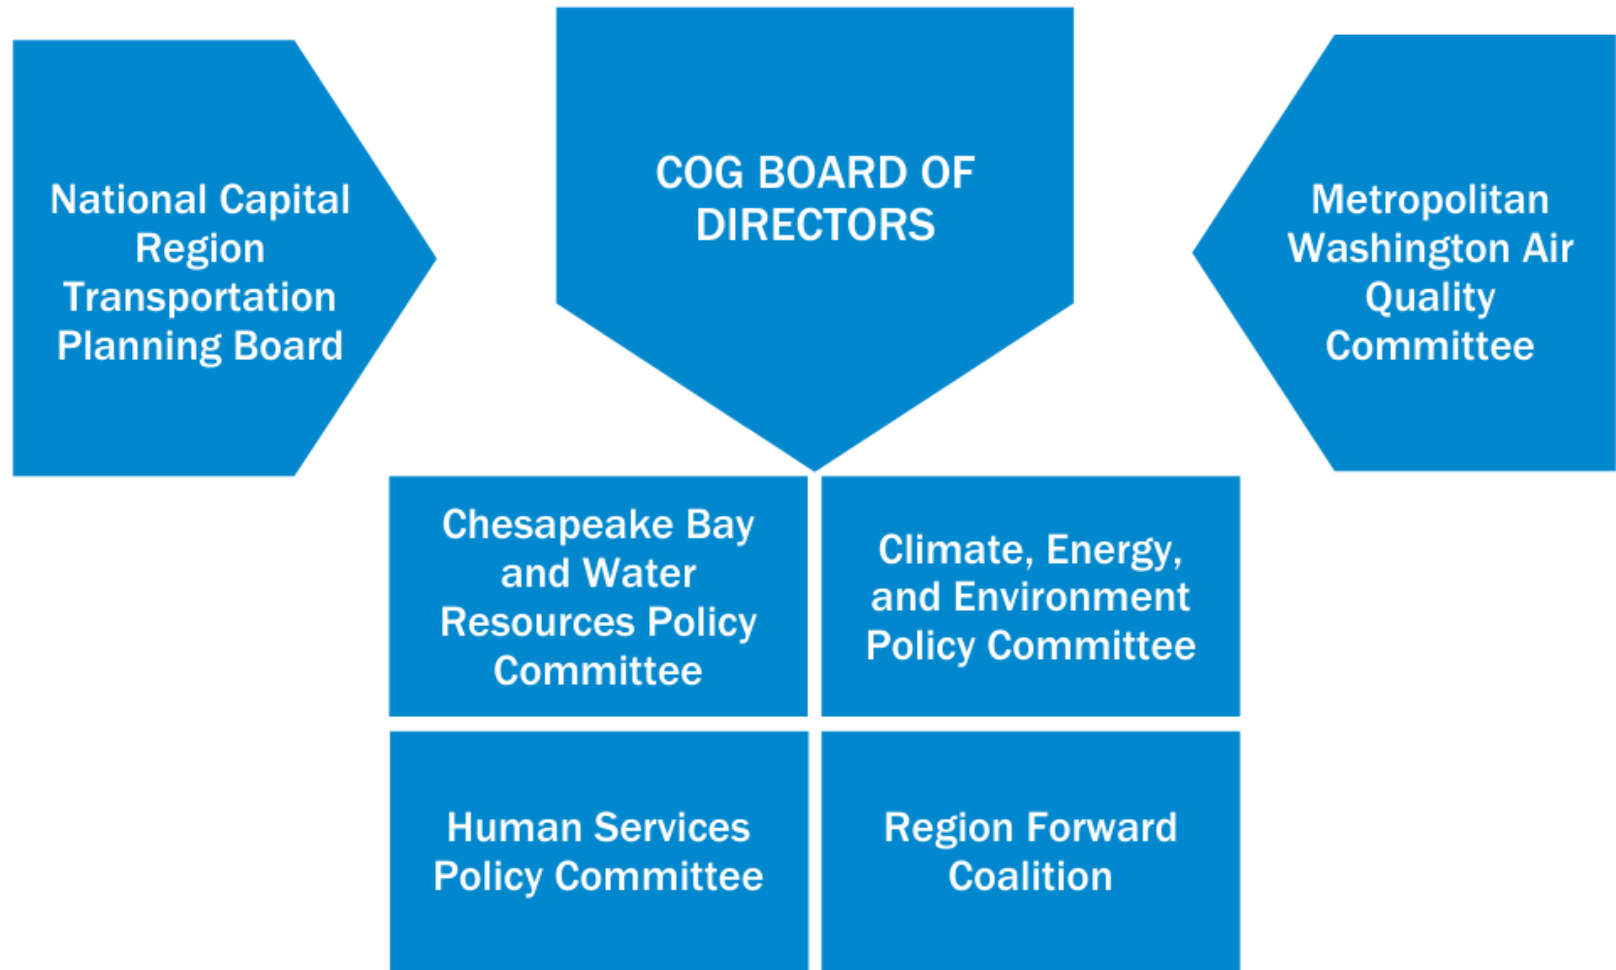 National Capital
Region
Transportation
Planning Board
COG BOARD OF
DIRECTORS
Metropolitan
Washington Air
Quality
Committee
Chesapeake Bay
and Water
Resources Policy
Committee
Climate, Energy,
and Environment
Policy Committee
Human Services
Policy Committee
Region Forward
Coalition